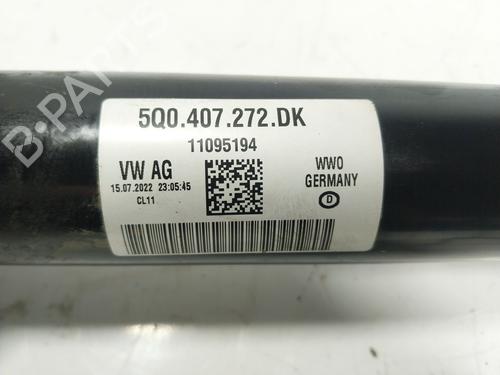 B-PARTS
5Q0.407.272.DK
11095194
VW AG
15.07.2022 23:05:45
CL11
WWO
GERMANY
D